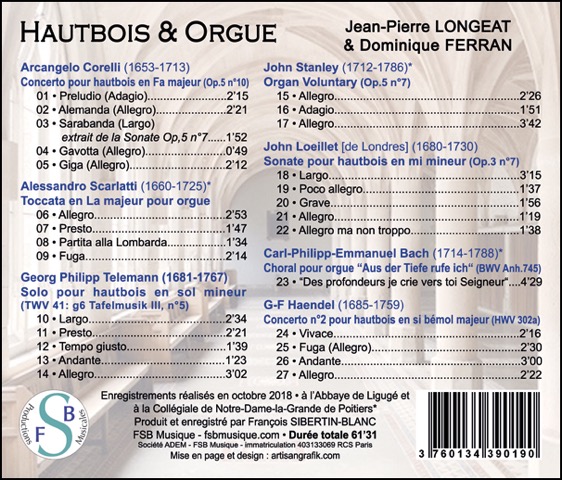 HAUTBOIS & ORGUE
Jean-Pierre LONGEAT
& Dominique FERRAN
Arcangelo Corelli (1653-1713)
Concerto pour hautbois en Fa majeur (Op.5 n°10)
01 • Preludio (Adagio)......2'15
02 • Alemanda (Allegro)......2'21
03 • Sarabanda (Largo)
extrait de la Sonate Op,5 n°7......1'52
04 • Gavotta (Allegro)......0'49
05 • Giga (Allegro)......2'12
Alessandro Scarlatti (1660-1725)*
Toccata en La majeur pour orgue
06 • Allegro......2'53
07 • Presto......1'47
08 • Partita alla Lombarda......1'34
09 • Fuga......2'14
Georg Philipp Telemann (1681-1767)
Solo pour hautbois en sol mineur
(TWV 41: g6 Tafelmusik III, n°5)
10 • Largo......2'34
11 • Presto......2'21
12 • Tempo giusto......1'39
13 • Andante......1'23
14 • Allegro......3'02
John Stanley (1712-1786)*
Organ Voluntary (Op.5 n°7)
15 • Allegro......2'26
16 • Adagio......1'51
17 • Allegro......3'42
John Loeillet [de Londres] (1680-1730)
Sonate pour hautbois en mi mineur (Op.3 n°7)
18 • Largo......3'15
19 • Poco allegro......1'37
20 • Grave......1'56
21 • Allegro......1'19
22 • Allegro ma non troppo......1'38
Carl-Philipp-Emmanuel Bach (1714-1788)*
Choral pour orgue "Aus der Tiefe rufe ich" (BWV Anh.745)
23 • "Des profondeurs je crie vers toi Seigneur"....4'29
G-F Haendel (1685-1759)
Concerto n°2 pour hautbois en si bémol majeur (HWV 302a)
24 • Vivace......2'16
25 • Fuga (Allegro)......2'30
26 • Andante......3'00
27 • Allegro......2'22
Productions
FSB
Musicales
Enregistrements réalisés en octobre 2018 • à l'Abbaye de Ligugé et
à la Collégiale de Notre-Dame-la-Grande de Poitiers*
Produit et enregistré par François SIBERTIN-BLANC
FSB Musique - fsbmusique.com • Durée totale 61'31
Société ADEM - FSB Musique - immatriculation 403133069 RCS Paris
Mise en page - design : artisangrafik.com
3 760134 390190